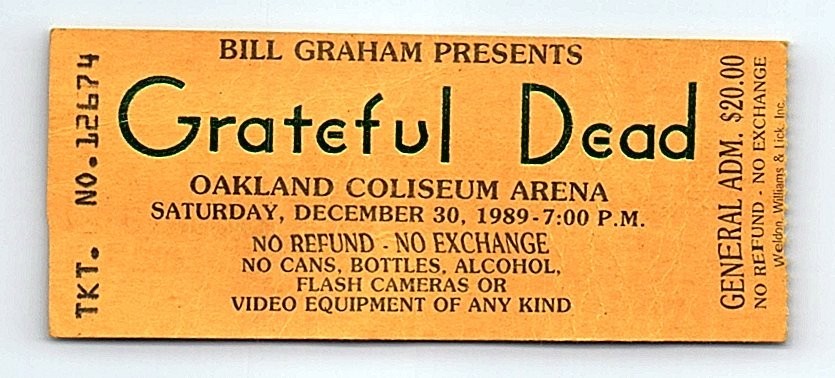 BILL GRAHAM PRESENTS
Grateful Dead
OAKLAND COLISEUM ARENA
SATURDAY, DECEMBER 30, 1989-7:00 P.M.
NO REFUND - NO EXCHANGE
NO CANS, BOTTLES, ALCOHOL,
FLASH CAMERAS OR
VIDEO EQUIPMENT OF ANY KIND
TKT. NO.12674
GENERAL ADM. $20.00
NO REFUND - NO EXCHANGE
Weldon, Williams & Lick, Inc.